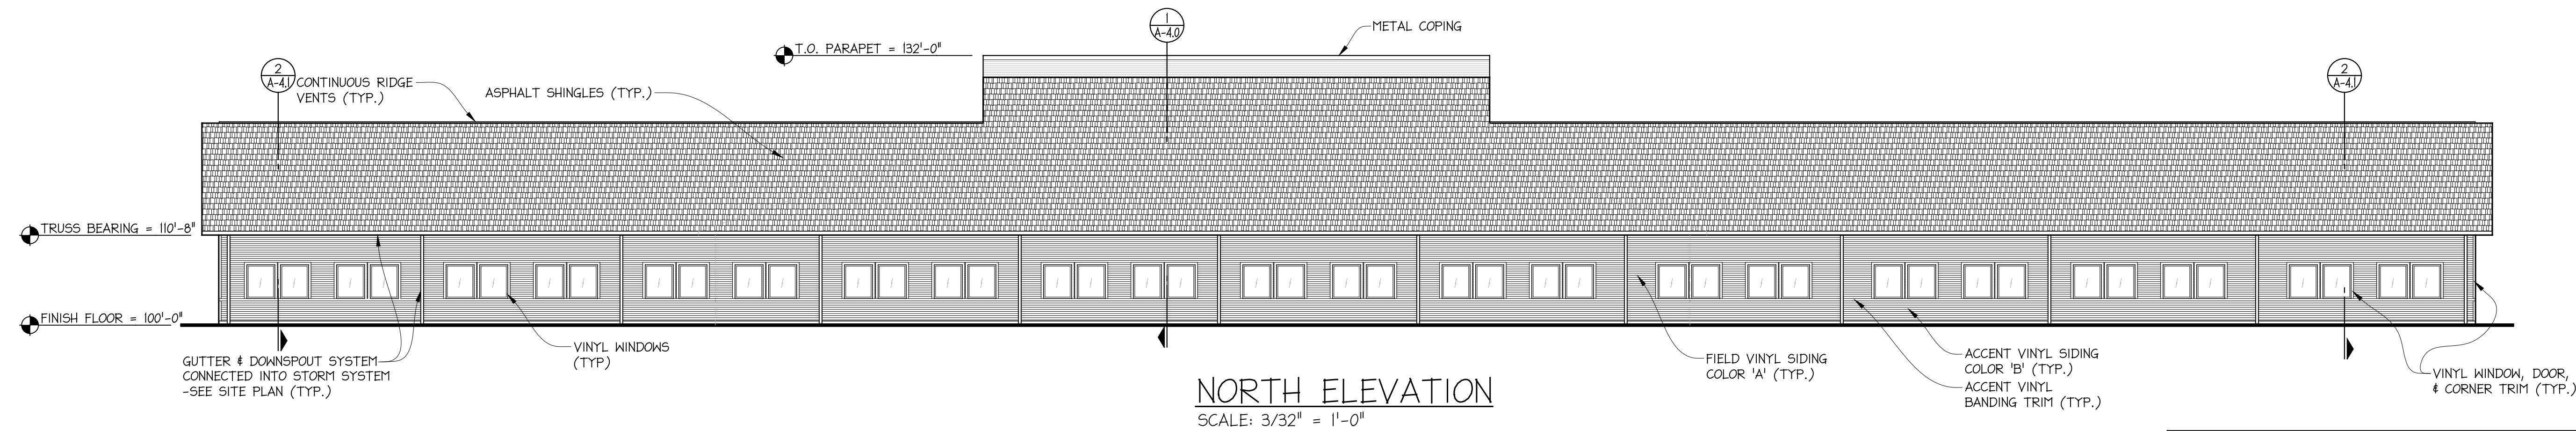 1
A-4.0
METAL COPING
T.O. PARAPET = 132'-0"
2
A-4.1
CONTINUOUS RIDGE
VENTS (TYP.)
ASPHALT SHINGLES (TYP.)
2
A-4.1
TRUSS BEARING = 110'-8"
FINISH FLOOR = 100'-0"
GUTTER & DOWNSPOUT SYSTEM
CONNECTED INTO STORM SYSTEM
-SEE SITE PLAN (TYP.)
VINYL WINDOWS
(TYP)
FIELD VINYL SIDING
COLOR 'A' (TYP.)
ACCENT VINYL SIDING
COLOR 'B' (TYP.)
ACCENT VINYL
BANDING TRIM (TYP.)
VINYL WINDOW, DOOR,
& CORNER TRIM (TYP.)
NORTH ELEVATION
SCALE: 3/32" = 1'-0"